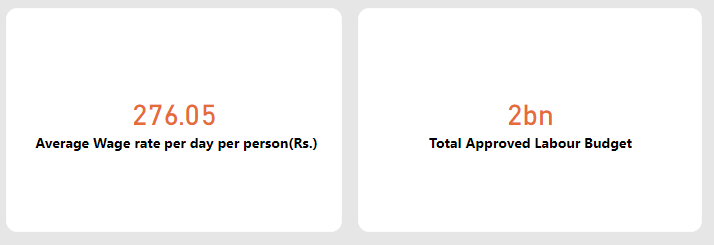 276.05
Average Wage rate per day per person(Rs.)
2bn
Total Approved Labour Budget